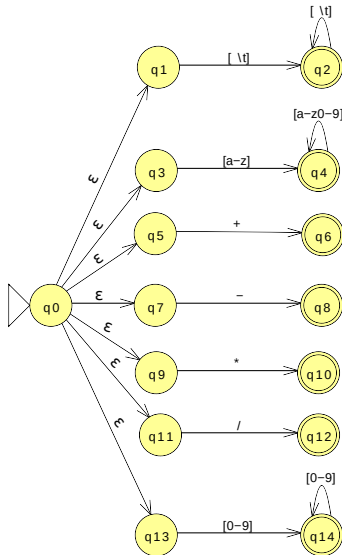 [ \t]
q1 [ \t] q2
[a−z0−9]
ε
q3 [a−z] q4
ε
q5 + q6
ε
q0 ε q7 − q8
ε
q9 * q10
ε
q11 / q12
ε
[0−9]
q13 [0−9] q14